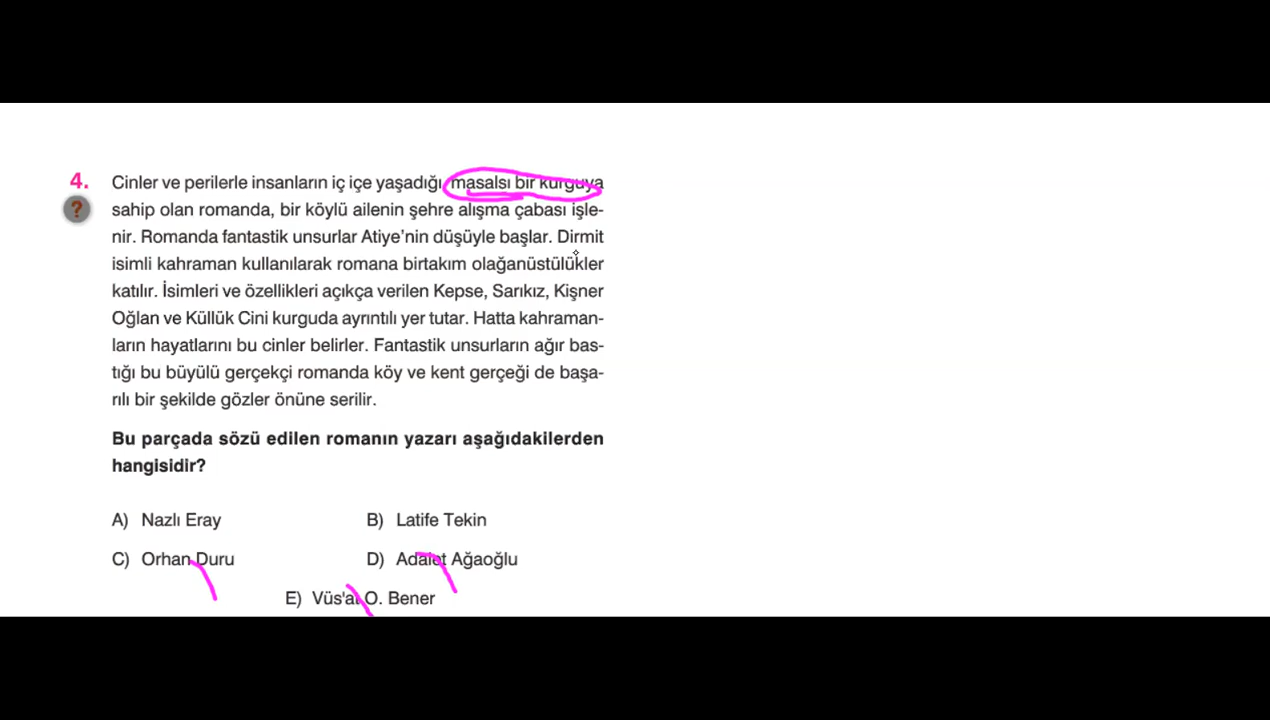 4. Cinler ve perilerle insanların iç içe yaşadığı, masalsı bir kurguya
? sahip olan romanda, bir köylü ailenin şehre alışma çabası işle-
nir. Romanda fantastik unsurlar Atiye'nin düşüyle başlar. Dirmit
isimli kahraman kullanılarak romana birtakım olağanüstülükler
katılır. İsimleri ve özellikleri açıkça verilen Kepse, Sarıkız, Kişner
Oğlan ve Küllük Cini kurguda ayrıntılı yer tutar. Hatta kahraman-
ların hayatlarını bu cinler belirler. Fantastik unsurların ağır bas-
tığı bu büyülü gerçekçi romanda köy ve kent gerçeği de başa-
rılı bir şekilde gözler önüne serilir.
Bu parçada sözü edilen romanın yazarı aşağıdakilerden
hangisidir?
A) Nazlı Eray B) Latife Tekin
C) Orhan Duru D) Adalet Ağaoğlu
E) Vüs'at O. Bener